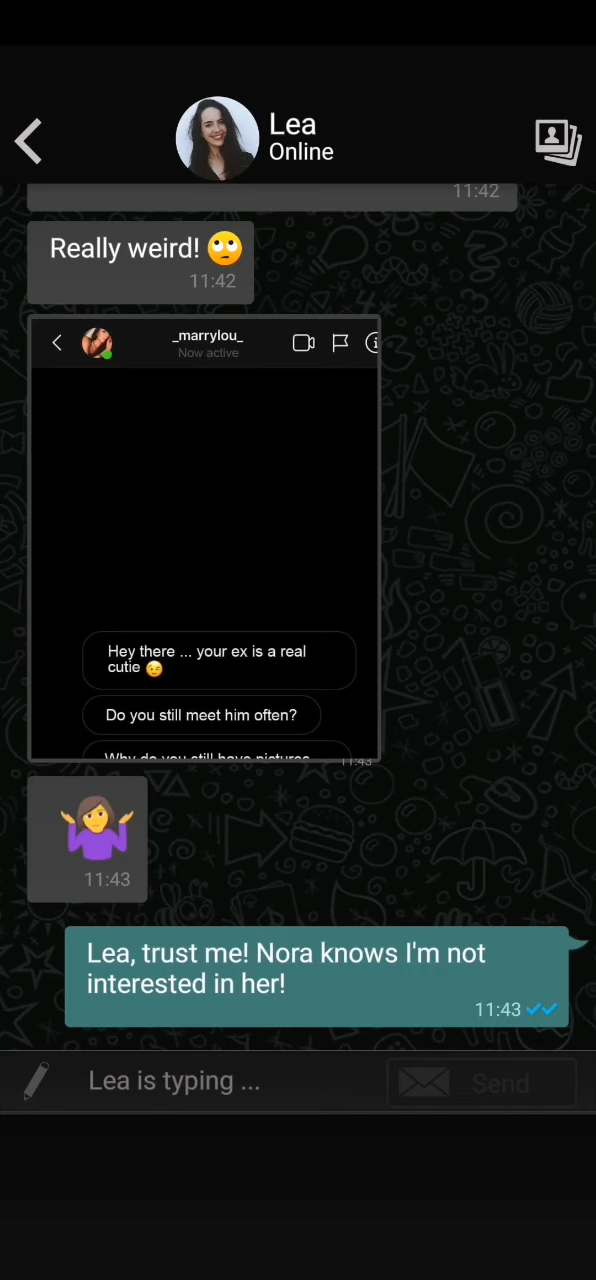 Lea
Online
11:42
Really weird! 🙄
11:42
_marrylou_
Now active
Hey there ... your ex is a real
cutie 😉
Do you still meet him often?
Why do you still have pictures
11:43
🤷‍♀️
11:43
Lea, trust me! Nora knows I'm not
interested in her!
11:43
Lea is typing ...
Send